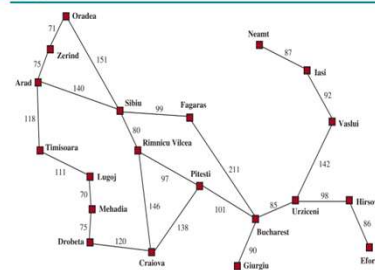 Oradea
71
Neamt
Zerind
87
151
75
Iasi
Arad
140
92
Sibiu
99
Fagaras
118
80
Vaslui
Timisoara
Rimnicu Vilcea
111
97
Pitesti
211
142
Lugoj
70
146
101
85
98
Hirsov
Mehadia
138
Urziceni
75
86
Bucharest
Drobeta
120
90
Craiova
Giurgiu
Efor